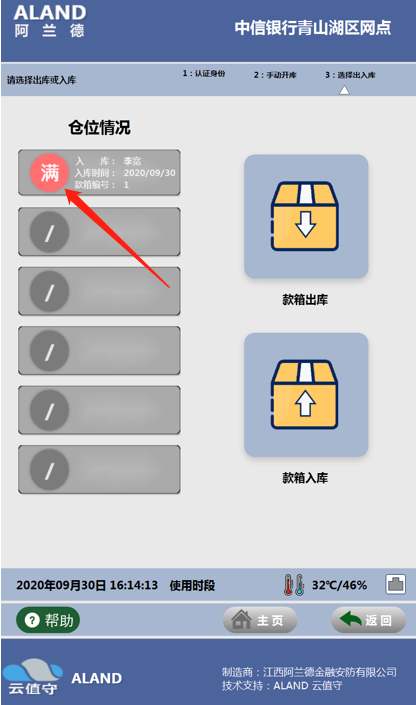 ALAND
阿兰德
中信银行青山湖区网点
请选择出库或入库
1：认证身份
2：手动开库
3：选择出入库
仓位情况
满
入 库： 李宽
入库时间： 2020/09/30
款箱编号： 1
/
/
/
/
/
款箱出库
款箱入库
2020年09月30日 16:14:13 使用时段
32℃/46%
? 帮助
主页
返回
云值守
ALAND
制造商：江西阿兰德金融安防有限公司
技术支持：ALAND 云值守